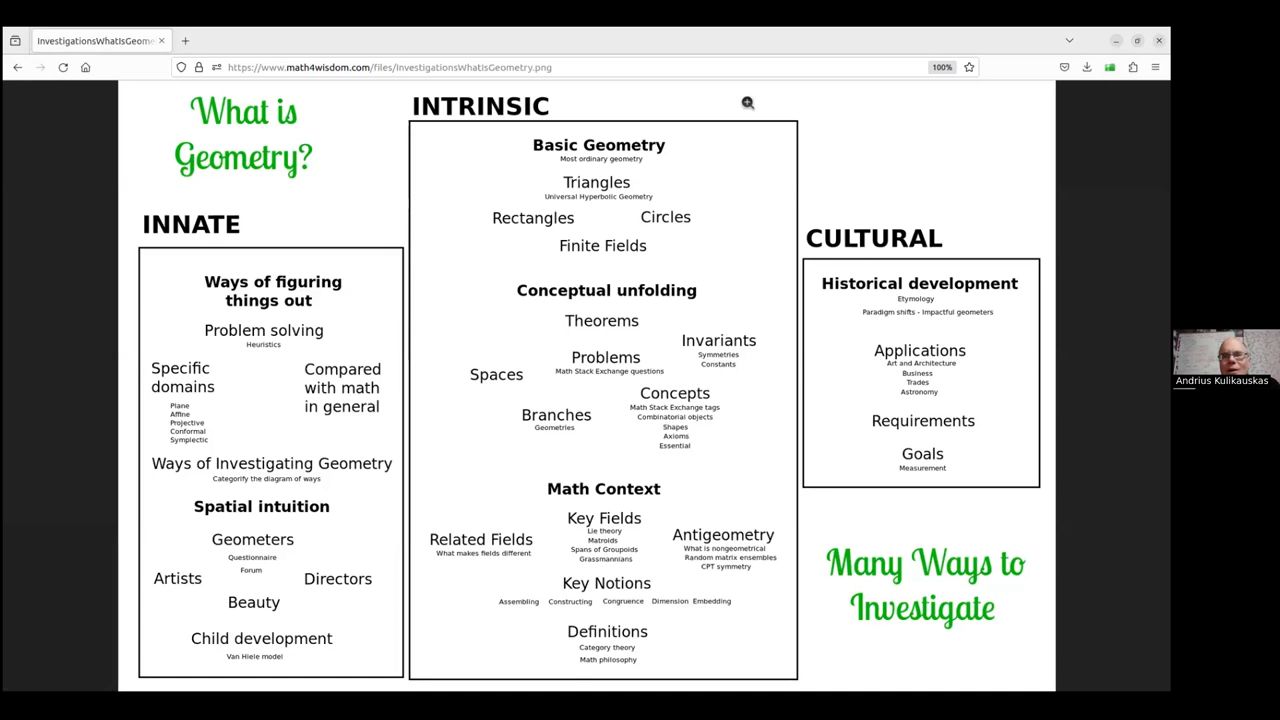 InvestigationsWhatIsGeome
https://www.math4wisdom.com/files/InvestigationsWhatIsGeometry.png
100%
What is
Geometry?
INNATE
Ways of figuring
things out
Problem solving
Heuristics
Specific
domains
Plane
Affine
Projective
Conformal
Symplectic
Compared
with math
in general
Ways of Investigating Geometry
Categorify the diagram of ways
Spatial intuition
Geometers
Questionnaire
Forum
Artists
Directors
Beauty
Child development
Van Hiele model
INTRINSIC
Basic Geometry
Most ordinary geometry
Triangles
Universal Hyperbolic Geometry
Rectangles
Circles
Finite Fields
Conceptual unfolding
Theorems
Invariants
Symmetries
Constants
Problems
Math Stack Exchange questions
Spaces
Concepts
Math Stack Exchange tags
Combinatorial objects
Shapes
Axioms
Essential
Branches
Geometries
Math Context
Key Fields
Lie theory
Matroids
Spans of Groupoids
Grassmannians
Related Fields
What makes fields different
Antigeometry
What is nongeometrical
Random matrix ensembles
CPT symmetry
Key Notions
Assembling Constructing Congruence Dimension Embedding
Definitions
Category theory
Math philosophy
CULTURAL
Historical development
Etymology
Paradigm shifts - Impactful geometers
Applications
Art and Architecture
Business
Trades
Astronomy
Requirements
Goals
Measurement
Many Ways to
Investigate
Andrius Kulikauskas